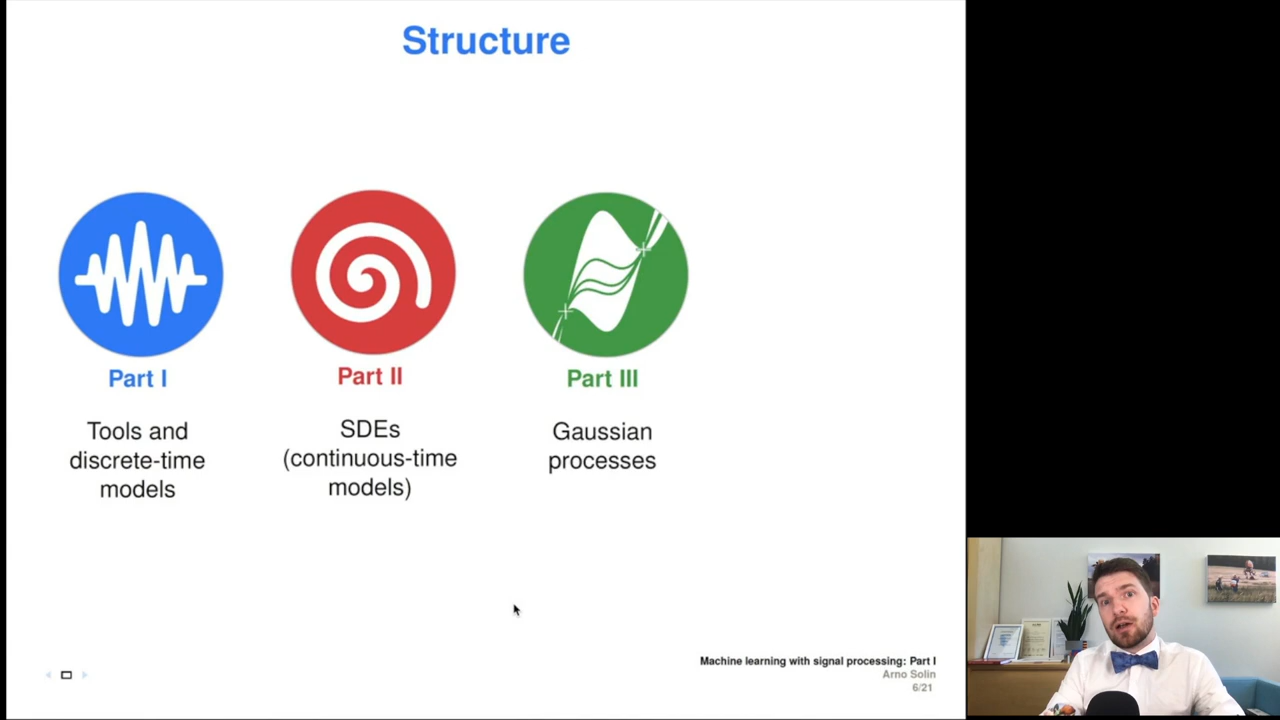 Structure
Part I
Tools and
discrete-time
models
Part II
SDEs
(continuous-time
models)
Part III
Gaussian
processes
Machine learning with signal processing: Part I
Arno Solin
6/21